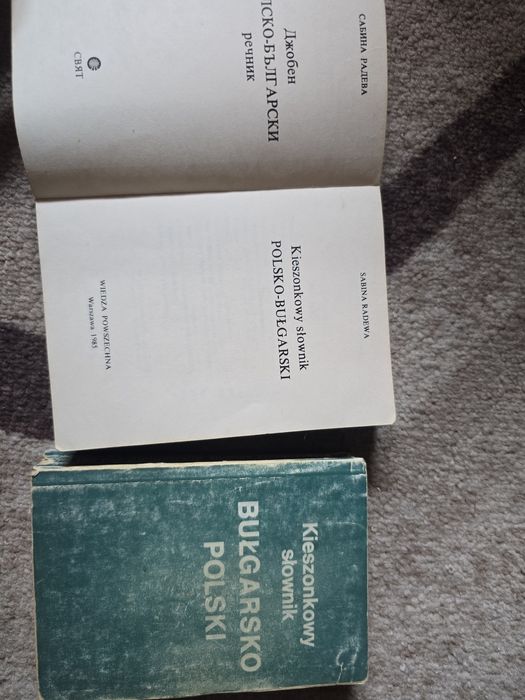 САБИНА РАДЕВА
Джобен
ЛСКО-БЪЛГАРСКИ
речник
СВЯТ
SABINA RADEWA
Kieszonkowy słownik
POLSKO-BUŁGARSKI
WIEDZA POWSZECHNA
Warszawa 1985
Kieszonkowy
słownik
BUŁGARSKO
POLSKI